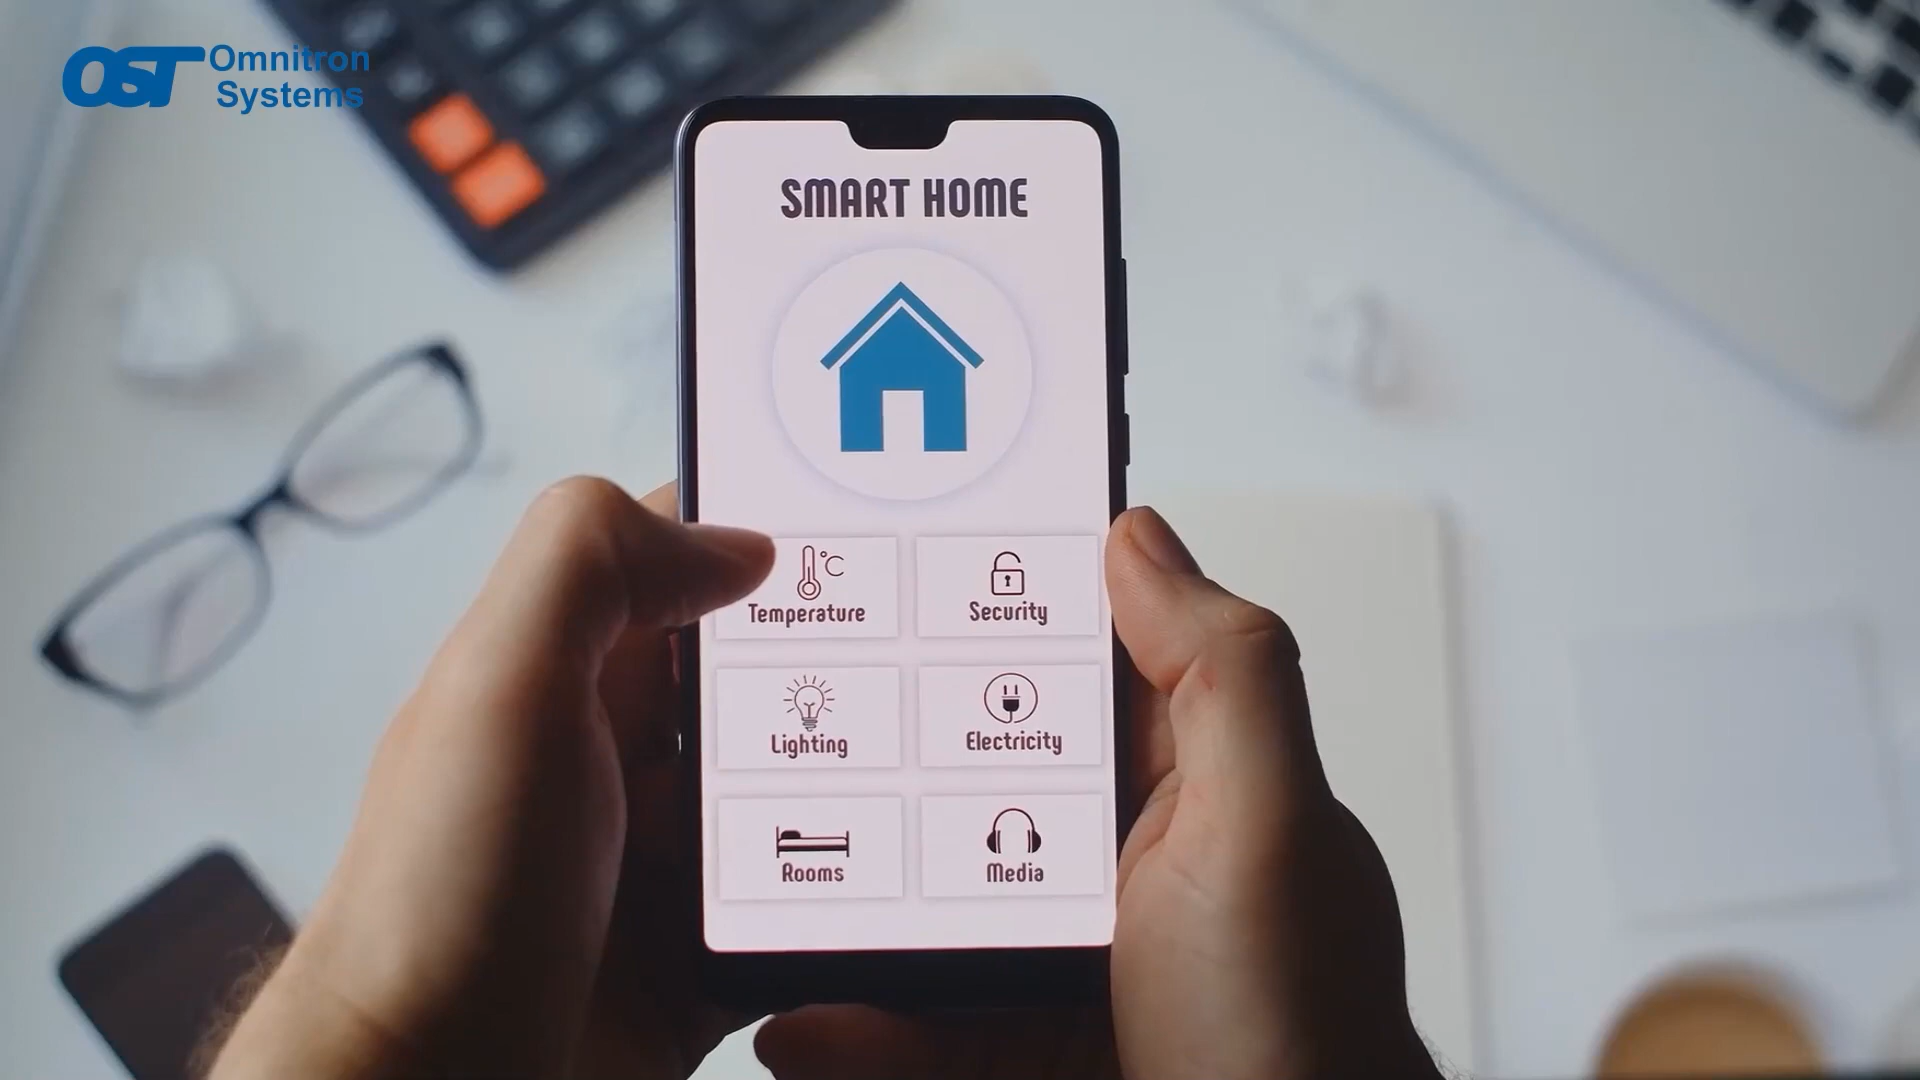 OST Omnitron
Systems
SMART HOME
°C
Temperature
Security
Lighting
Electricity
Rooms
Media